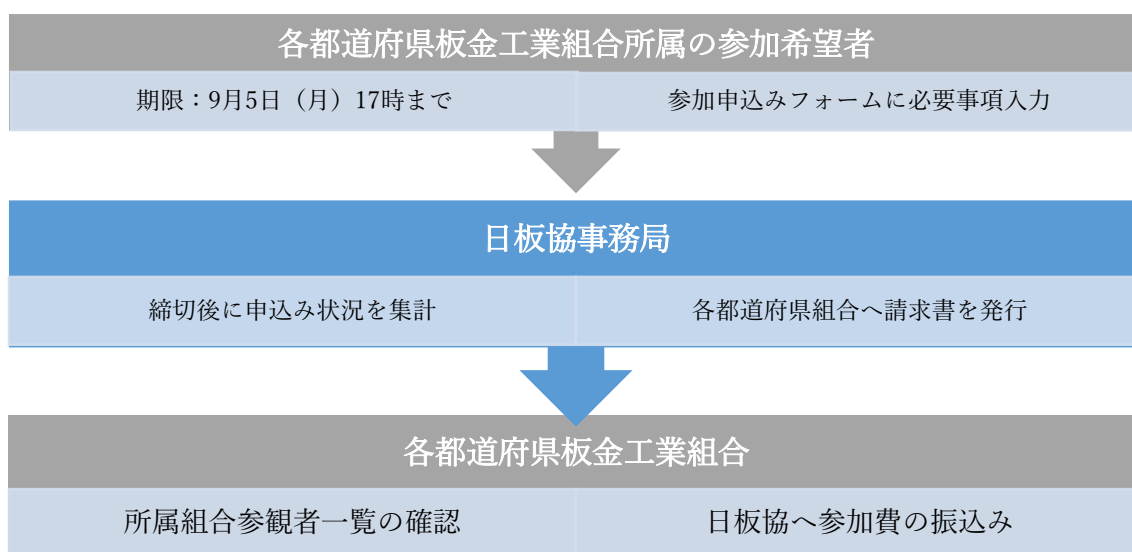 各都道府県板金工業組合所属の参加希望者
期限：9月5日（月）17時まで
参加申込みフォームに必要事項入力
日板協事務局
締切後に申込み状況を集計
各都道府県組合へ請求書を発行
各都道府県板金工業組合
所属組合参観者一覧の確認
日板協へ参加費の振込み